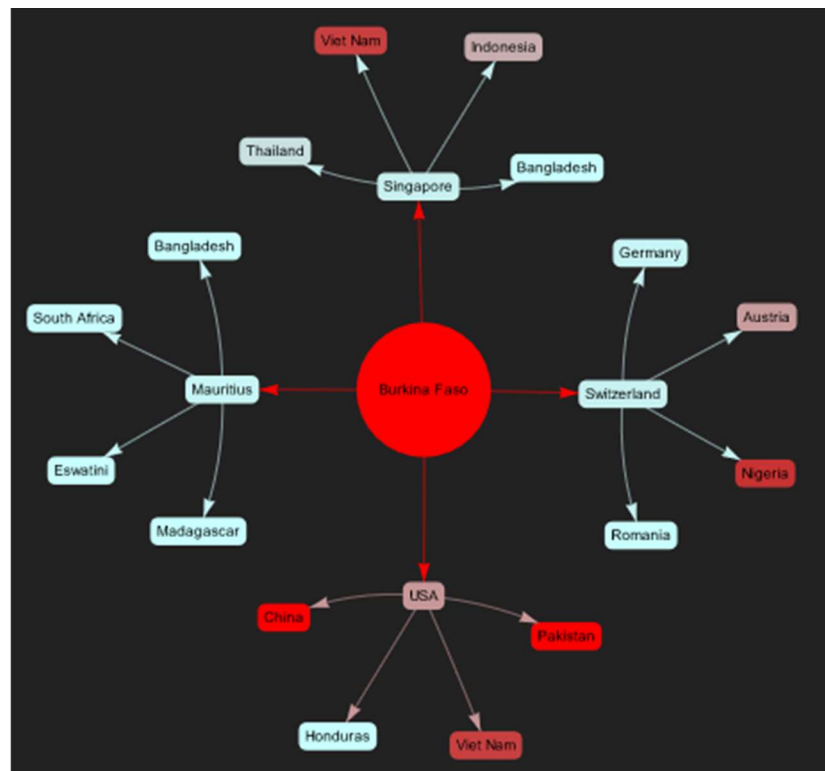 Viet Nam
Indonesia
Thailand
Bangladesh
Singapore
Bangladesh
Germany
South Africa
Austria
Mauritius
Burkina Faso
Switzerland
Eswatini
Nigeria
Madagascar
Romania
USA
China
Pakistan
Honduras
Viet Nam